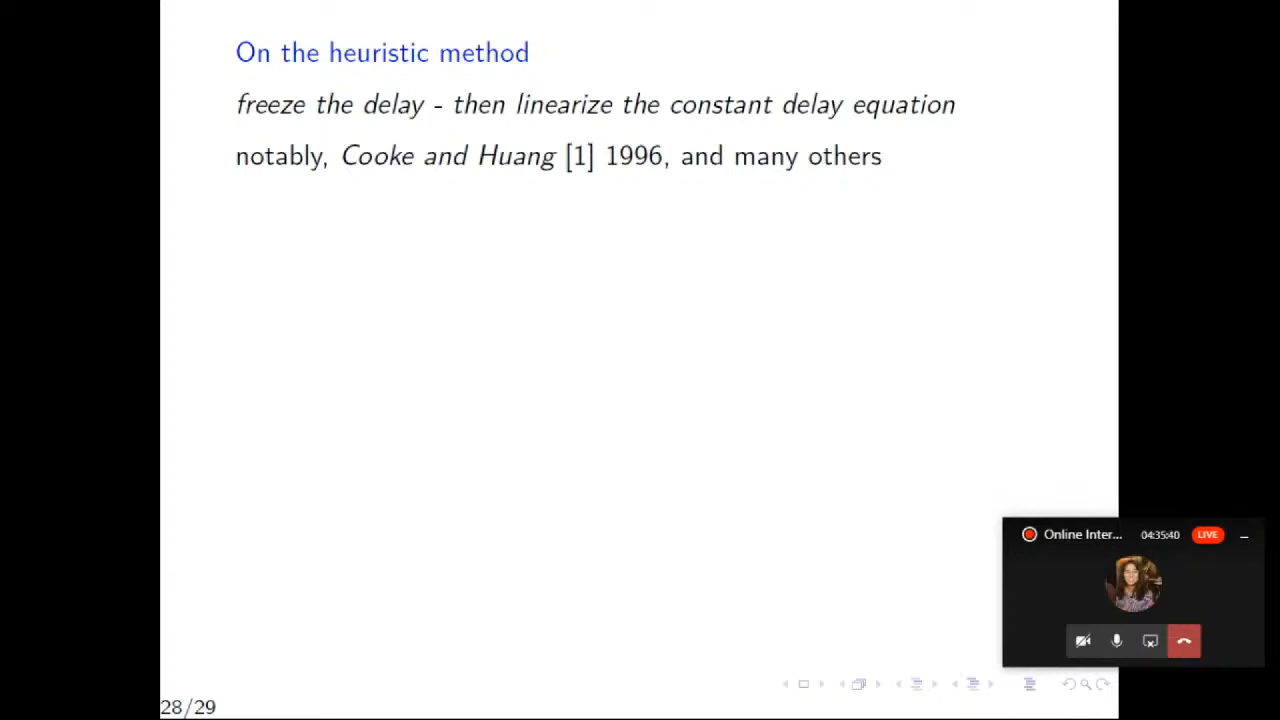 On the heuristic method
freeze the delay - then linearize the constant delay equation
notably, Cooke and Huang [1] 1996, and many others
Online Inter... 04:35:40 LIVE
28/29